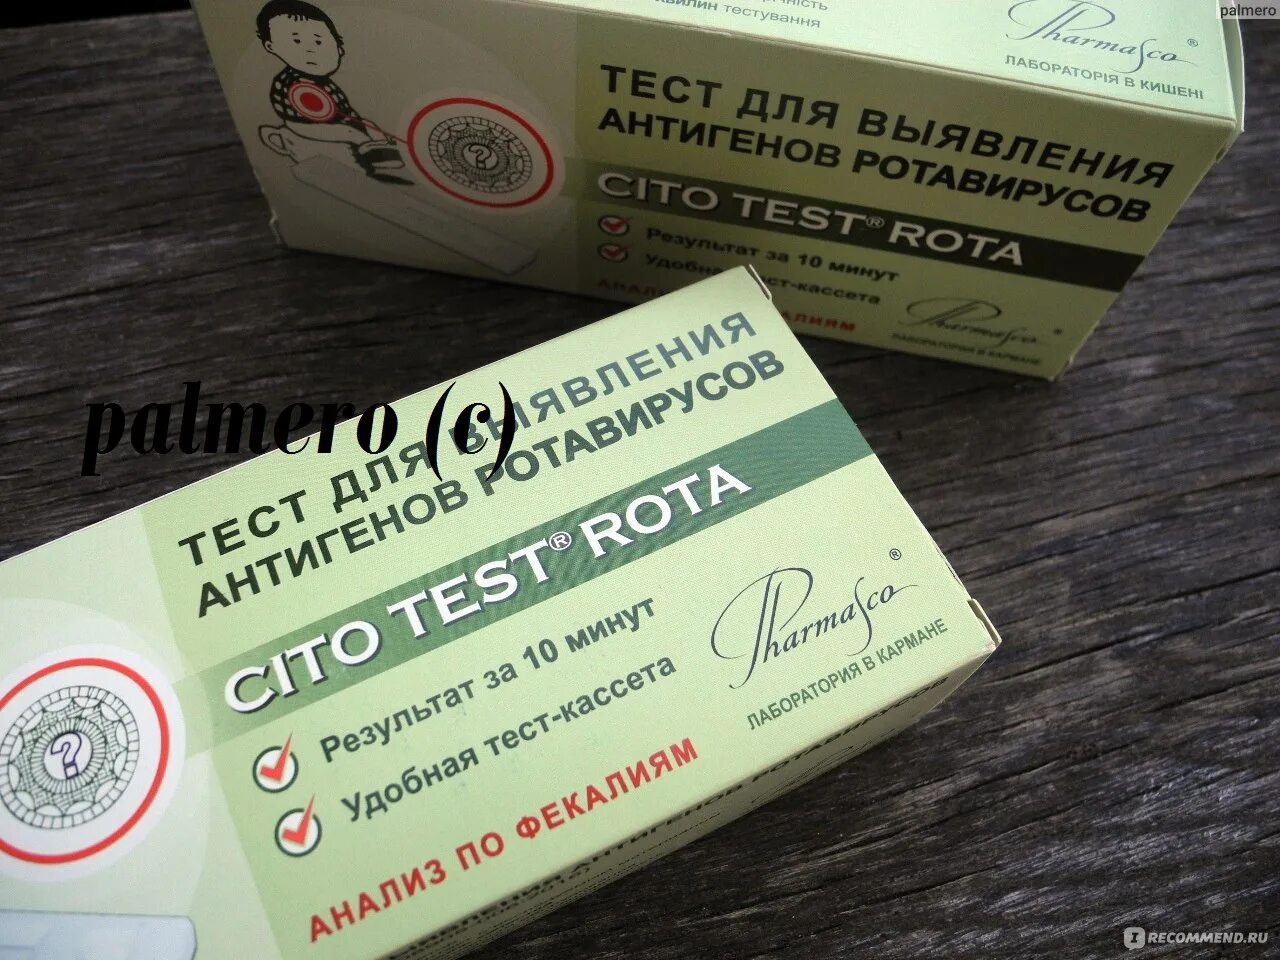 palmero
тестування
Pharmasco®
ЛАБОРАТОРІЯ В КИШЕНІ
ТЕСТ ДЛЯ ВЫЯВЛЕНИЯ
АНТИГЕНОВ РОТАВИРУСОВ
CITO TEST® ROTA
Результат за 10 минут
Удобная тест-кассета
Pharmasco®
ЛАБОРАТОРИЯ В КАРМАНЕ
palmero (c)
ТЕСТ ДЛЯ ВЫЯВЛЕНИЯ
АНТИГЕНОВ РОТАВИРУСОВ
CITO TEST® ROTA
Результат за 10 минут
Удобная тест-кассета
АНАЛИЗ ПО ФЕКАЛИЯМ
Pharmasco®
ЛАБОРАТОРИЯ В КАРМАНЕ
?
?
I RECOMMEND.RU